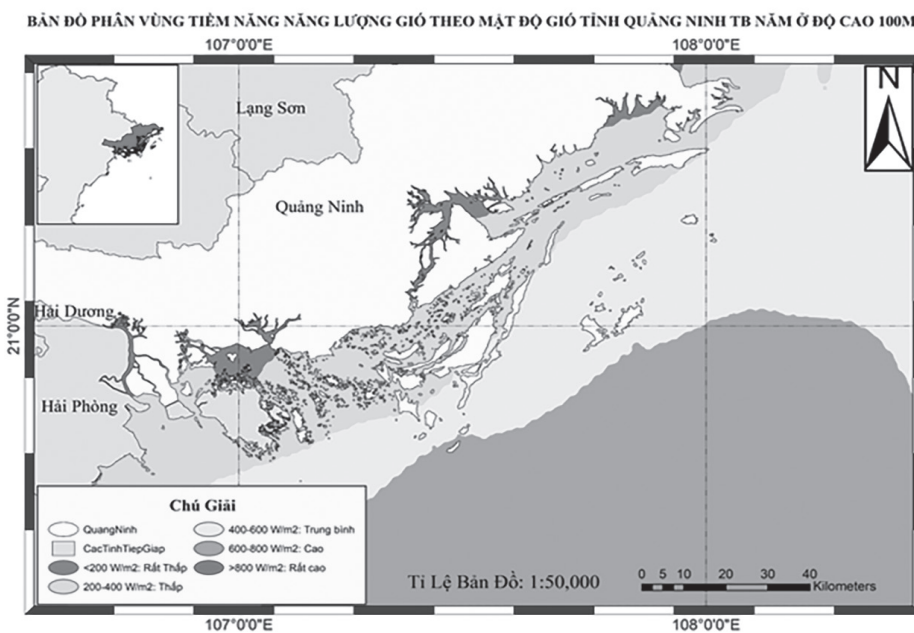 BẢN ĐỒ PHÂN VÙNG TIỀM NĂNG NĂNG LƯỢNG GIÓ THEO MẬT ĐỘ GIÓ TỈNH QUẢNG NINH TB NĂM Ở ĐỘ CAO 100M
107°0'0"E 108°0'0"E
N
Lạng Sơn
Quảng Ninh
Hải Dương
21°0'0"N
Hải Phòng
Chú Giải
QuangNinh
CacTinhTiepGiap
<200 W/m2: Rất Thấp
200-400 W/m2: Thấp
400-600 W/m2: Trung bình
600-800 W/m2: Cao
>800 W/m2: Rất cao
Tỉ Lệ Bản Đồ: 1:50,000
0 5 10 20 30 40
Kilometers
107°0'0"E 108°0'0"E